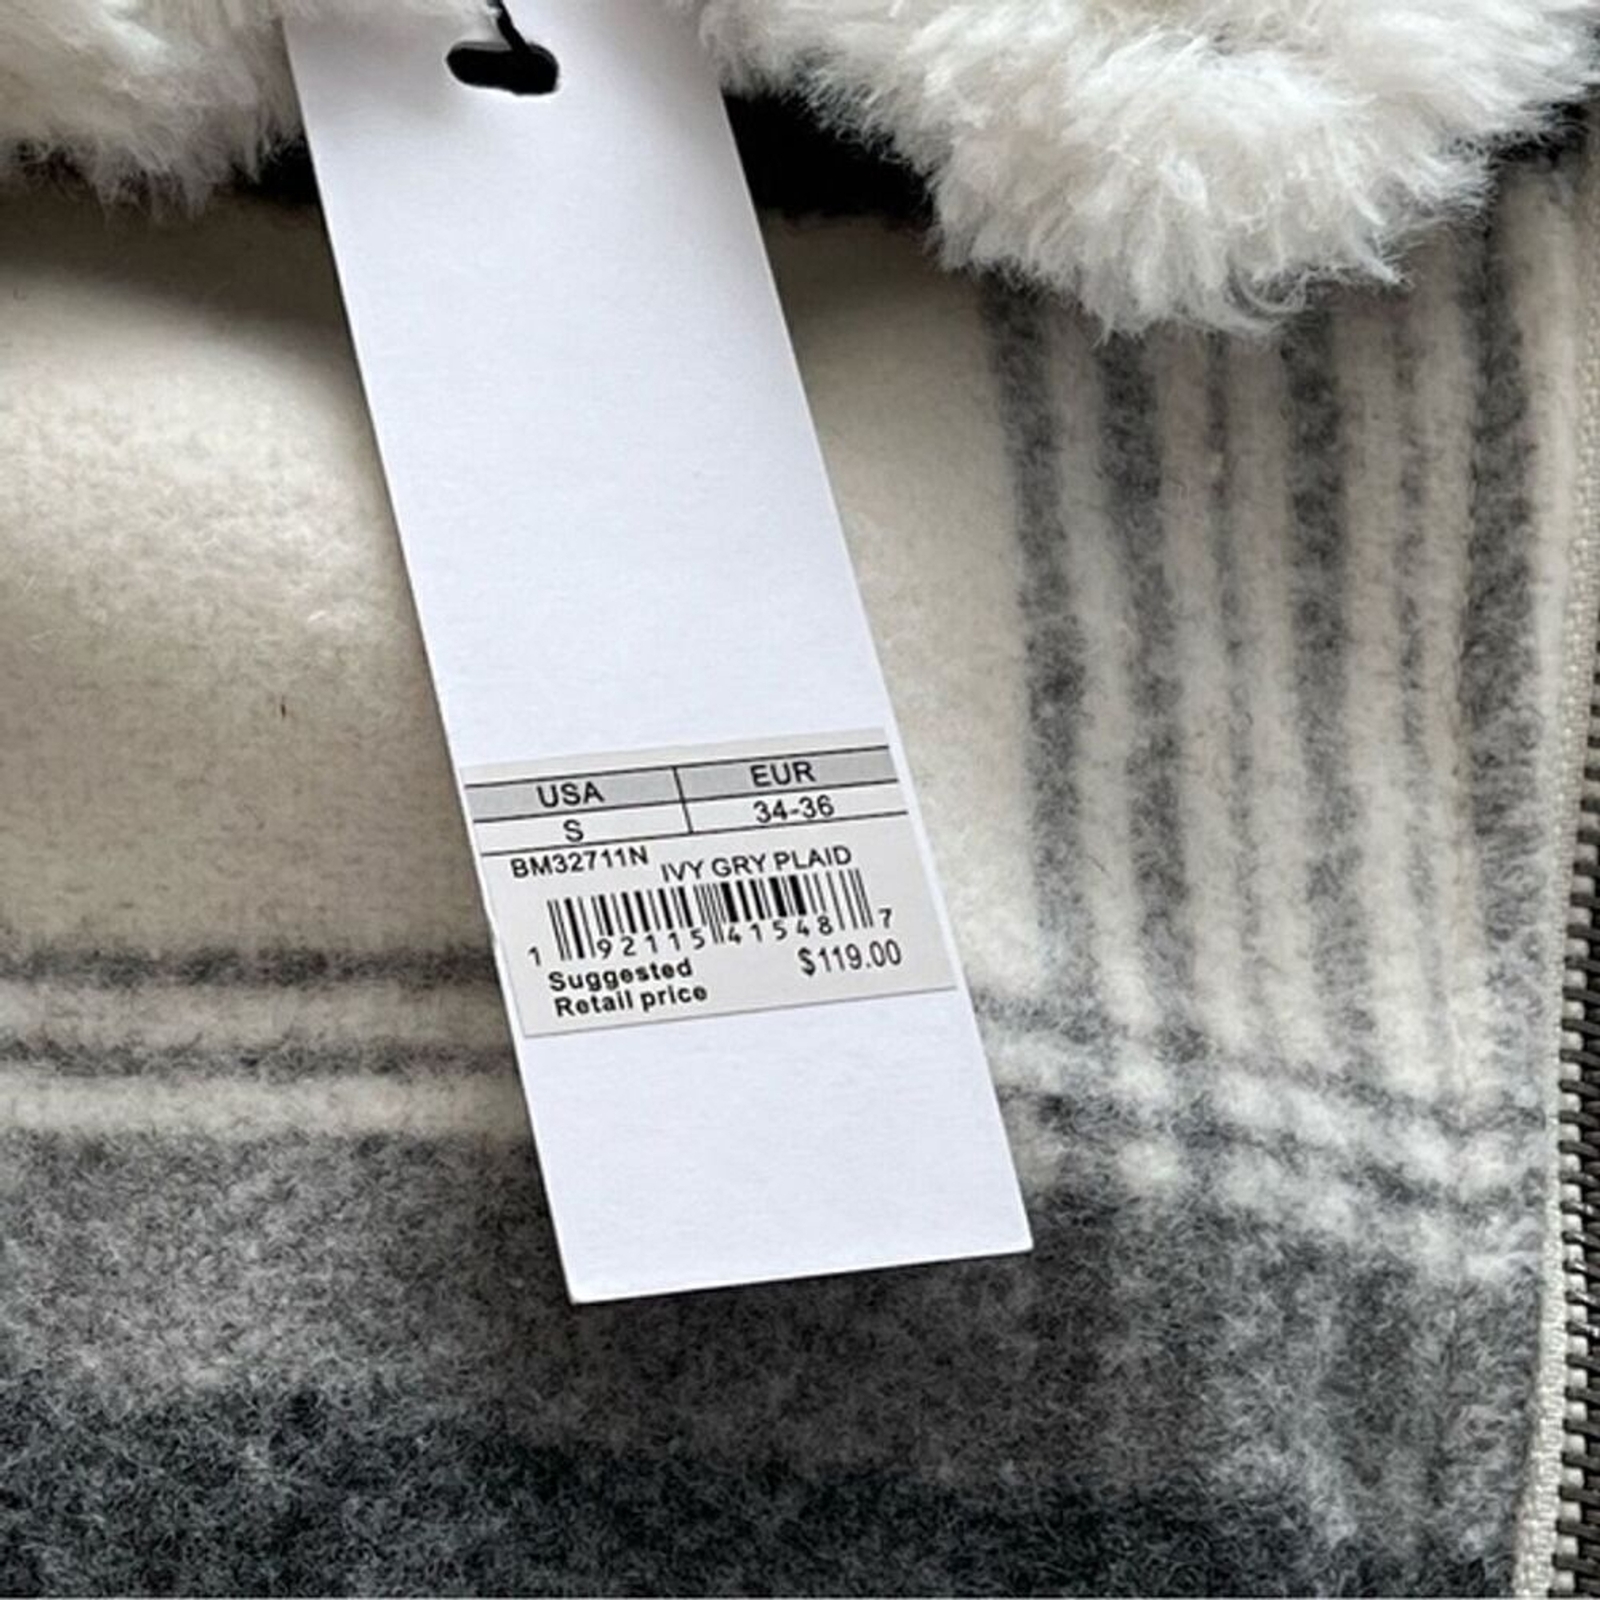 USA EUR
S 34-36
BM32711N IVY GRY PLAID
1 92115 41548 7
Suggested $119.00
Retail price